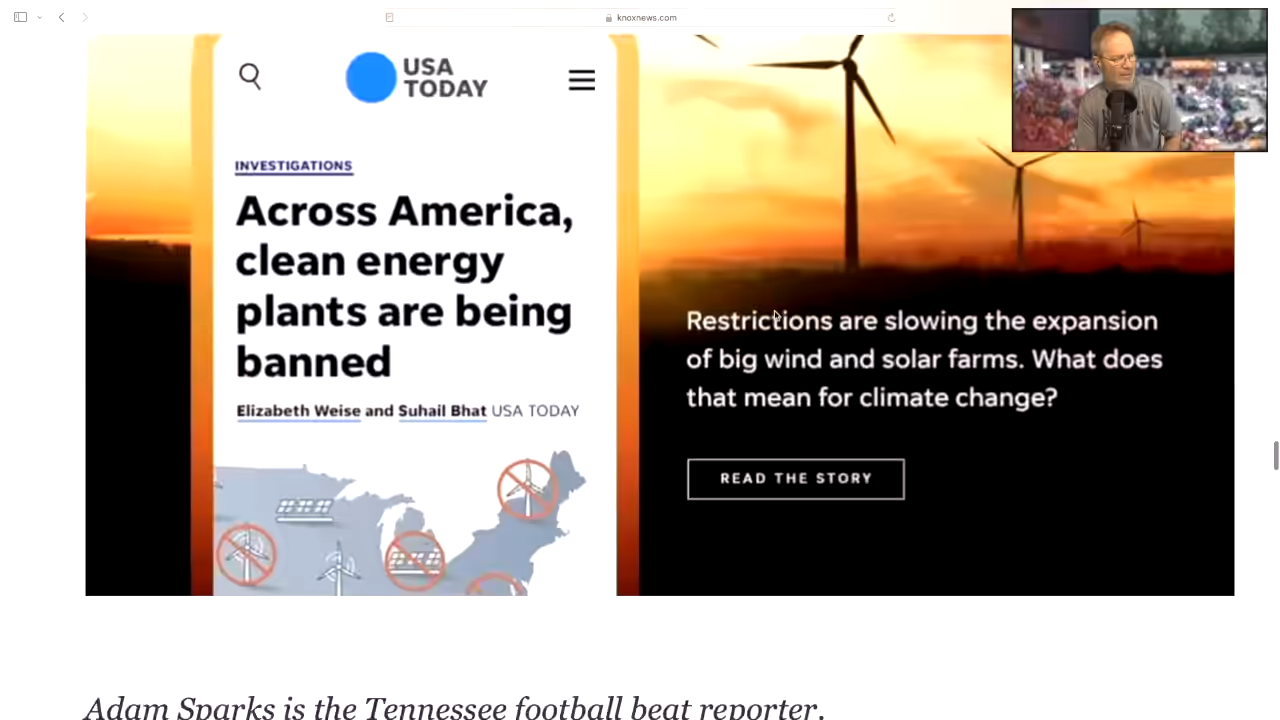 knoxnews.com
USA
TODAY
INVESTIGATIONS
Across America,
clean energy
plants are being
banned
Elizabeth Weise and Suhail Bhat USA TODAY
Restrictions are slowing the expansion
of big wind and solar farms. What does
that mean for climate change?
READ THE STORY
Adam Sparks is the Tennessee football beat reporter.